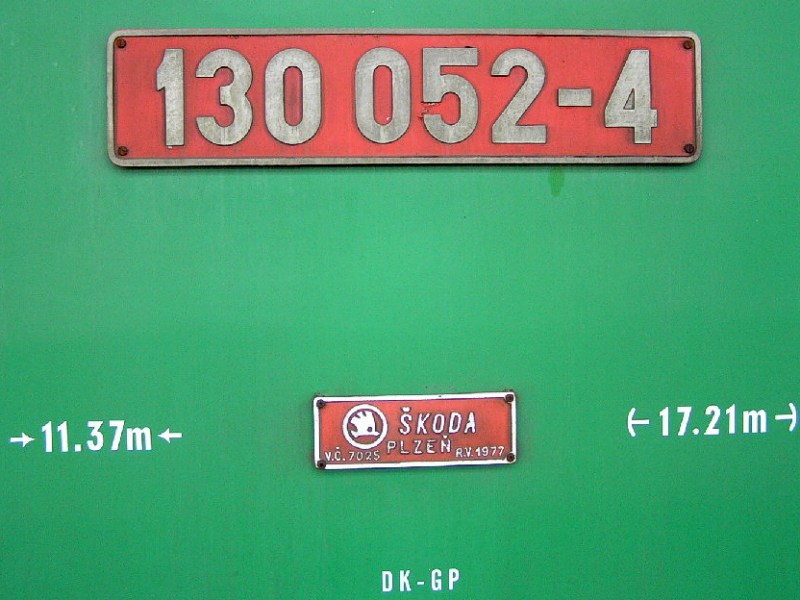 130 052-4
ŠKODA
PLZEŇ
V.Č. 7025 R.V. 1977
11.37m
17.21m
DK-GP